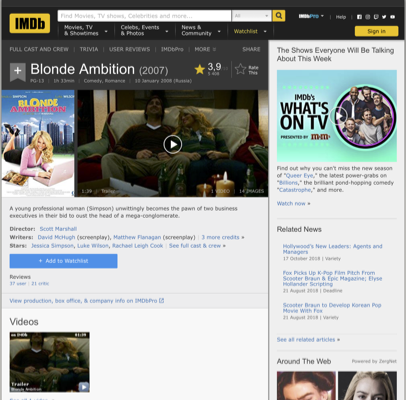 IMDb
Find Movies, TV shows, Celebrities and more...
All
IMDbPro
Help
Movies, TV
& Showtimes
Celebs, Events
& Photos
News &
Community
Watchlist
Sign in
FULL CAST AND CREW | TRIVIA | USER REVIEWS | IMDbPro | MORE
SHARE
Blonde Ambition (2007)
3,9
Rate
This
PG-13 | 1h 33min | Comedy, Romance | 10 January 2008 (Russia)
BLONDE
AMBITION
1:39 | Trailer
1 VIDEO
14 IMAGES
A young professional woman (Simpson) unwittingly becomes the pawn of two business
executives in their bid to oust the head of a mega-conglomerate.
Director: Scott Marshall
Writers: David McHugh (screenplay), Matthew Flanagan (screenplay) | 3 more credits »
Stars: Jessica Simpson, Luke Wilson, Rachael Leigh Cook | See full cast & crew »
+ Add to Watchlist
Reviews
37 user | 21 critic
View production, box office, & company info on IMDbPro
Videos
Trailer
Blonde Ambition
The Shows Everyone Will Be Talking
About This Week
IMDb's
WHAT'S
ON TV
PRESENTED BY
Find out why you can't miss the new season
of "Queer Eye," the latest power-grabs on
"Billions," the brilliant pond-hopping comedy
"Catastrophe," and more.
Watch now »
Related News
Hollywood's New Leaders: Agents and
Managers
17 October 2018 | Variety
Fox Picks Up K-Pop Film Pitch From
Scooter Braun & Epic Magazine; Elyse
Hollander Scripting
21 August 2018 | Deadline
Scooter Braun to Develop Korean Pop
Movie With Fox
21 August 2018 | Variety
See all related articles »
Around The Web
Powered by ZergNet